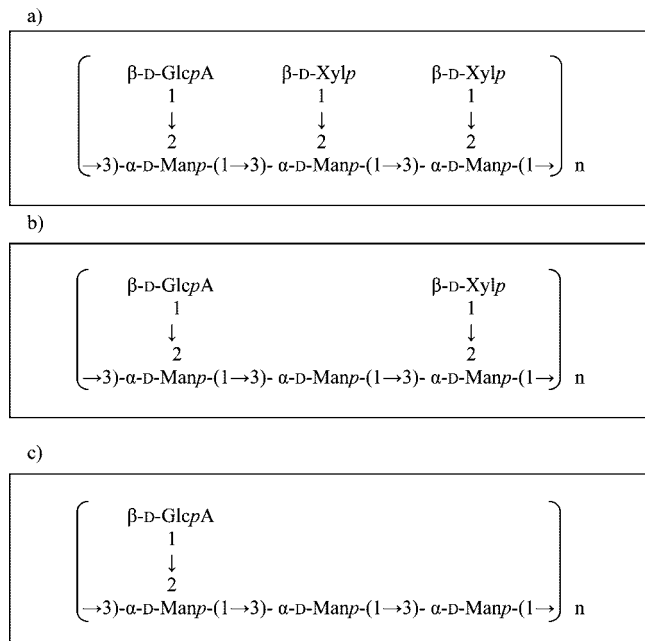 a)
β-D-GlcpA β-D-Xylp β-D-Xylp
1 1 1
↓ ↓ ↓
2 2 2
→3)-α-D-Manp-(1→3)- α-D-Manp-(1→3)- α-D-Manp-(1→ n
b)
β-D-GlcpA β-D-Xylp
1 1
↓ ↓
2 2
→3)-α-D-Manp-(1→3)- α-D-Manp-(1→3)- α-D-Manp-(1→ n
c)
β-D-GlcpA
1
↓
2
→3)-α-D-Manp-(1→3)- α-D-Manp-(1→3)- α-D-Manp-(1→ n